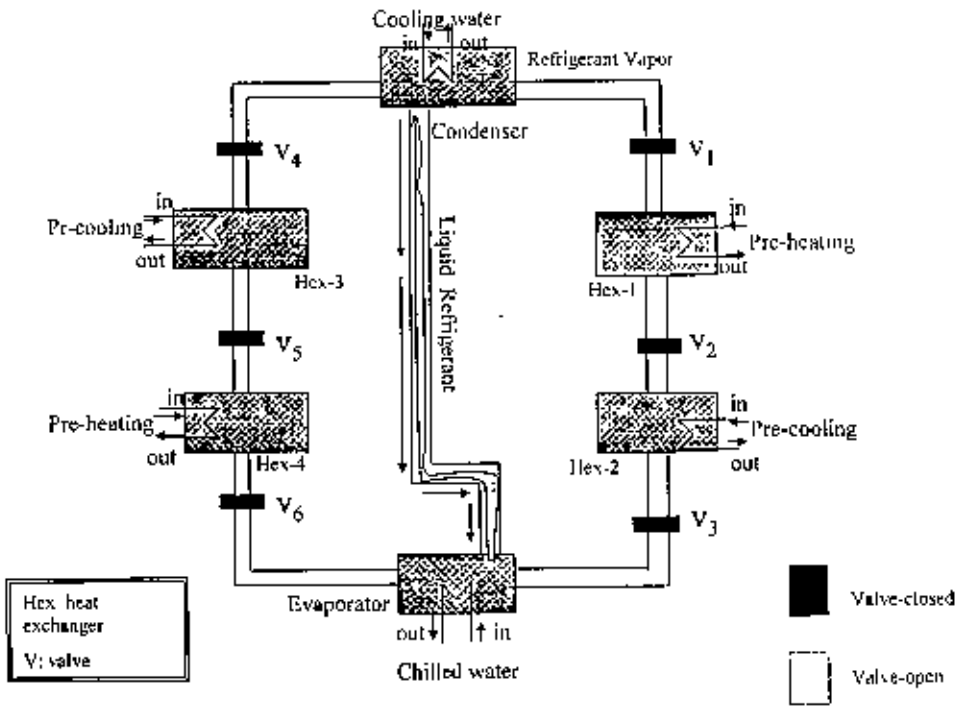 Cooling water
in out
Refrigerant Vapor
Condenser
V4
V1
in
Pr-cooling
out
Hex-3
in
Pre-heating
out
Hex-1
Liquid Refrigerant
V5
V2
in
Pre-heating
out
Hex-4
in
Pre-cooling
out
Hex-2
V6
V3
Evaporator
out in
Chilled water
Hex heat
exchanger
V: valve
Valve-closed
Valve-open